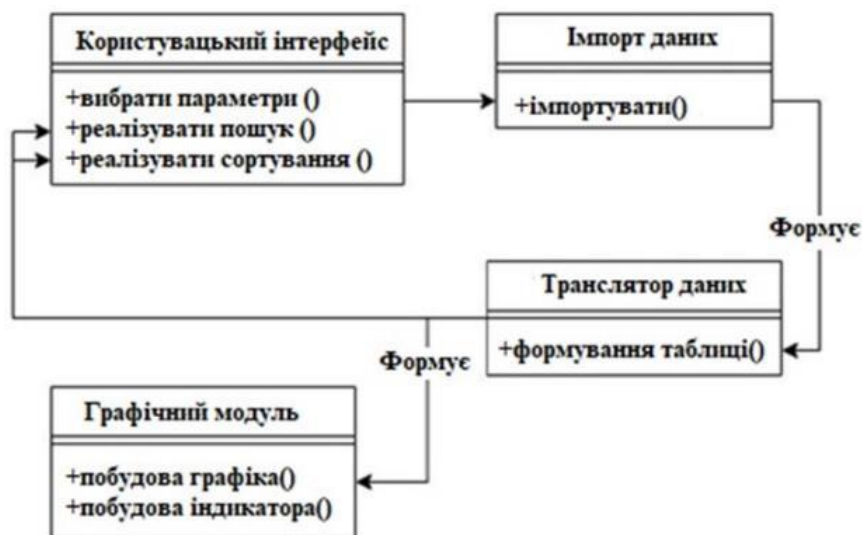 Користувацький інтерфейс
+вибрати параметри ()
+реалізувати пошук ()
+реалізувати сортування ()
Імпорт даних
+імпортувати()
Формує
Транслятор даних
+формування таблиці()
Формує
Графічний модуль
+побудова графіка()
+побудова індикатора()